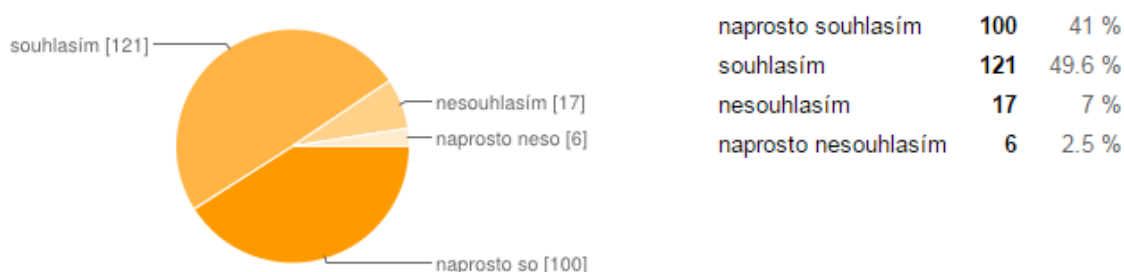 souhlasím [121]
nesouhlasím [17]
naprosto neso [6]
naprosto so [100]
naprosto souhlasím 100 41 %
souhlasím 121 49.6 %
nesouhlasím 17 7 %
naprosto nesouhlasím 6 2.5 %